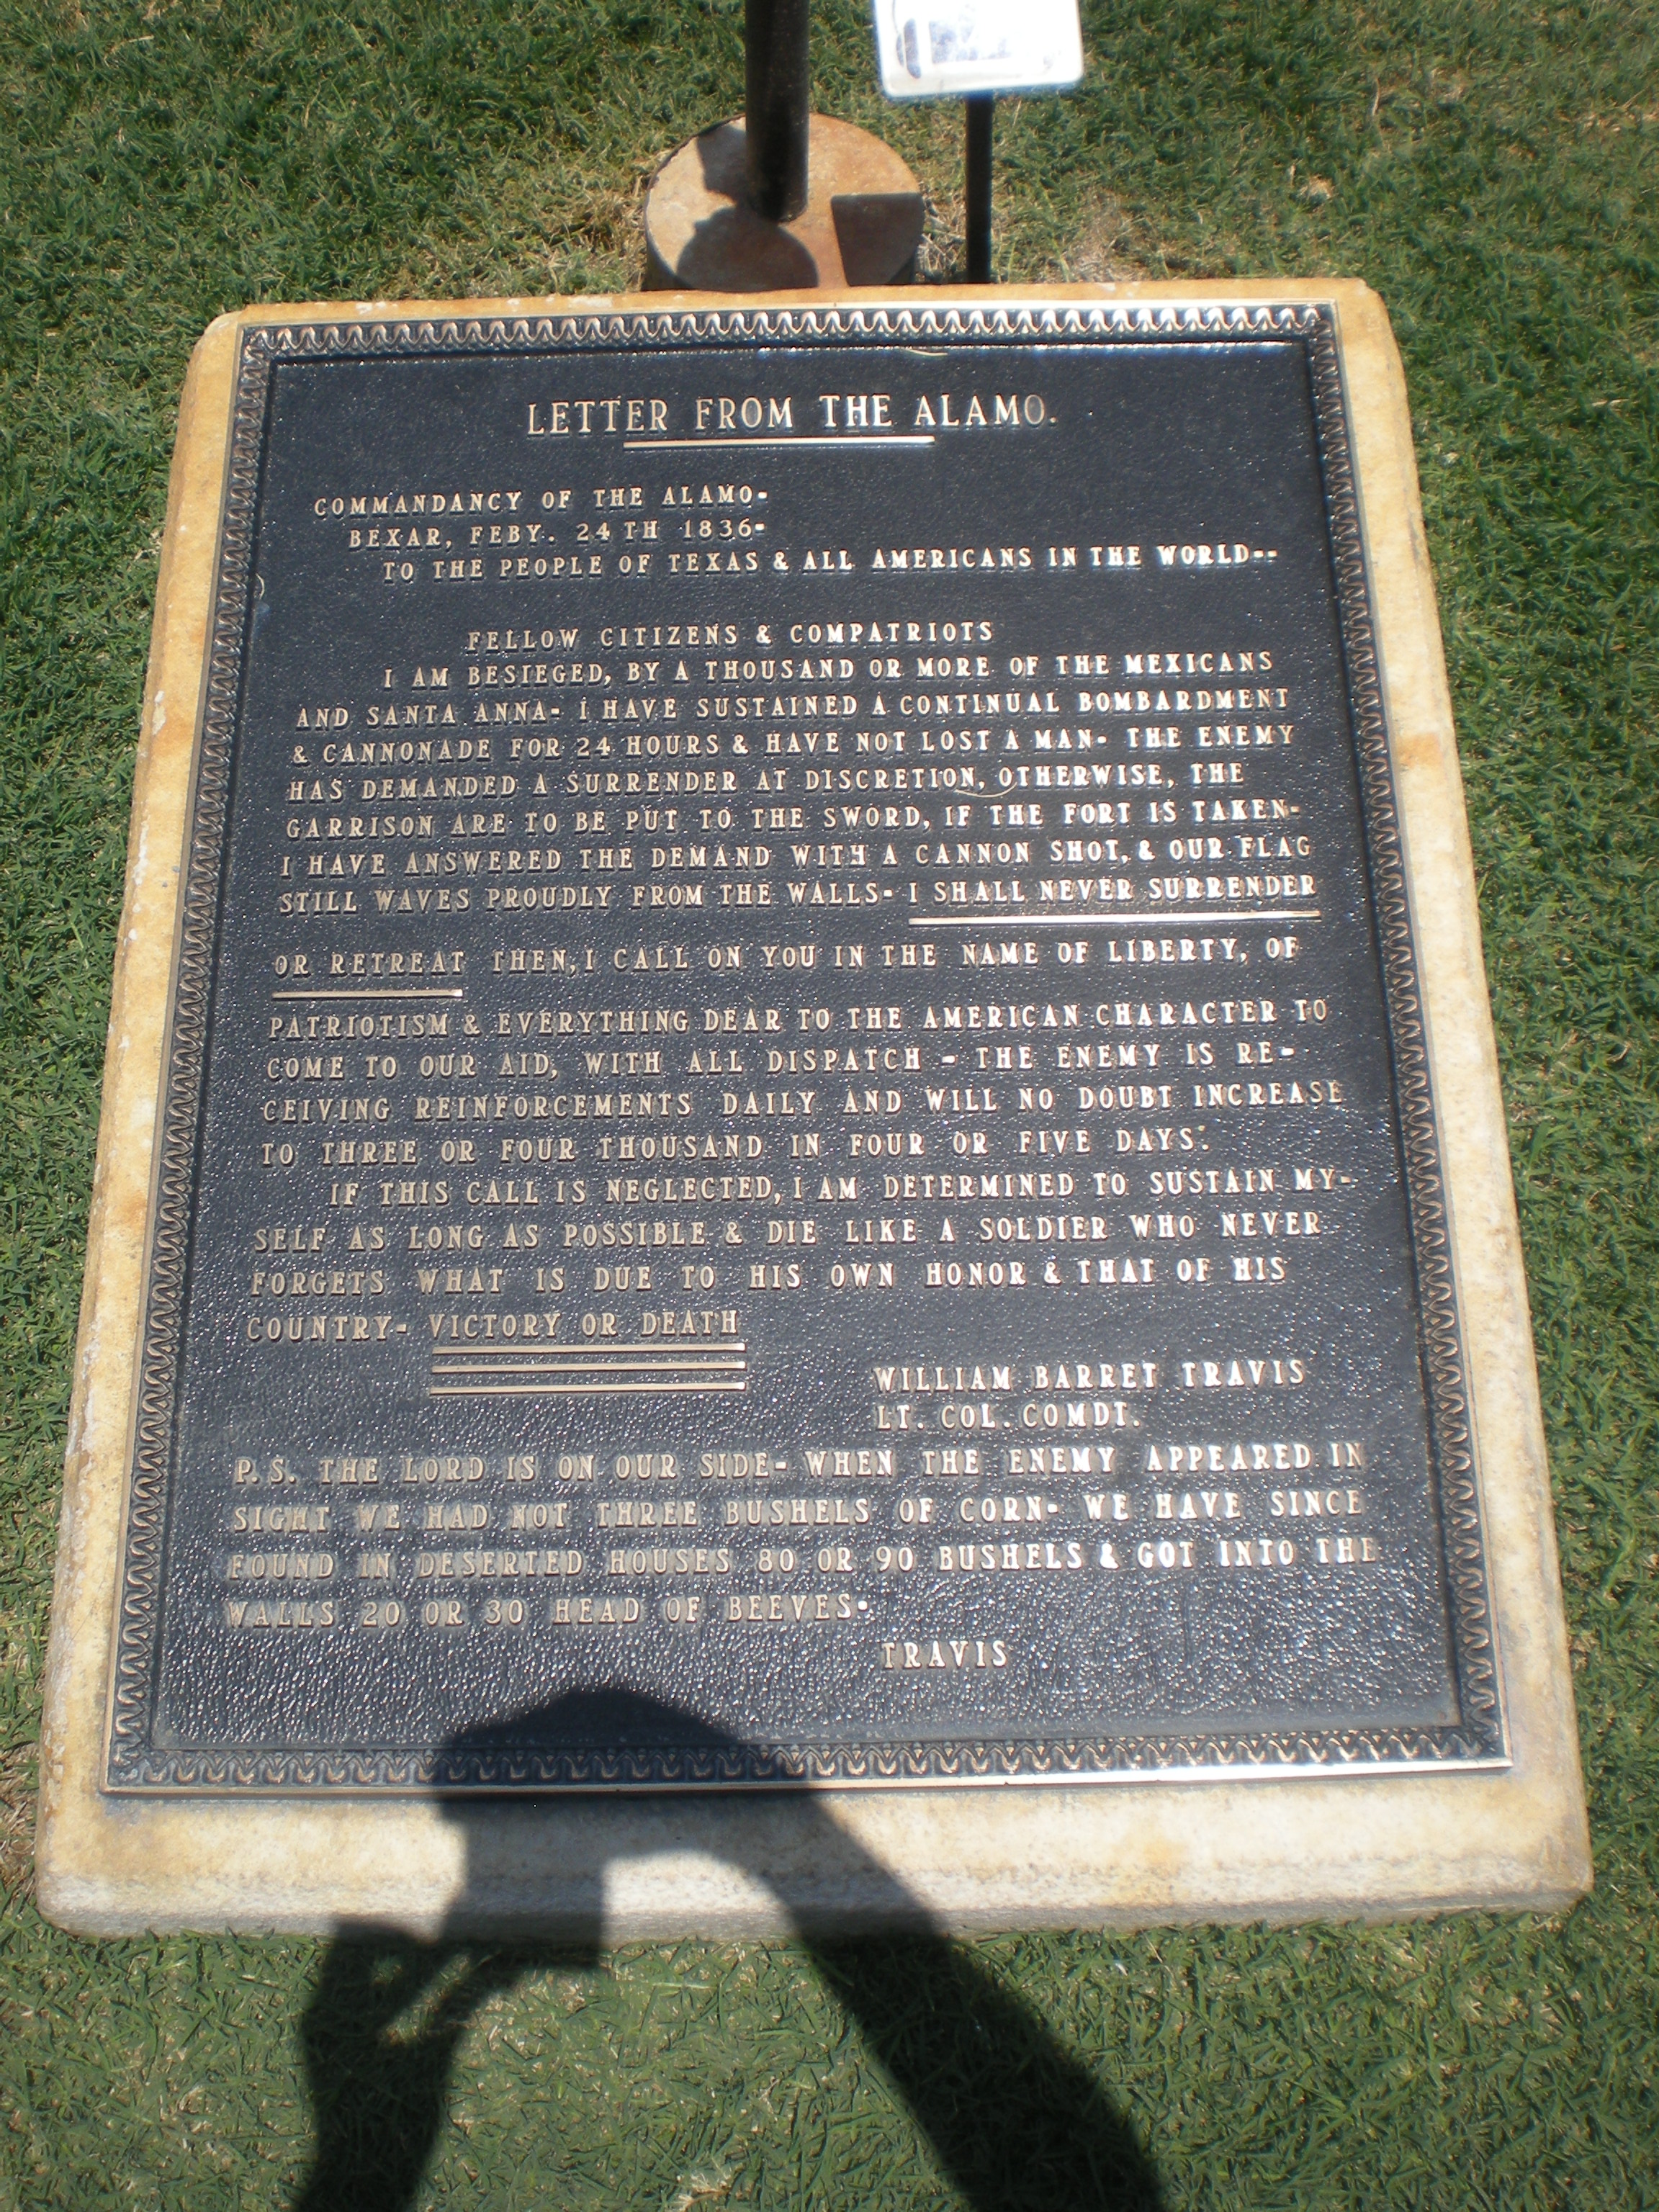 LETTER FROM THE ALAMO.
COMMANDANCY OF THE ALAMO-
BEXAR, FEBY. 24TH 1836-
TO THE PEOPLE OF TEXAS & ALL AMERICANS IN THE WORLD--
FELLOW CITIZENS & COMPATRIOTS
I AM BESIEGED, BY A THOUSAND OR MORE OF THE MEXICANS
AND SANTA ANNA- I HAVE SUSTAINED A CONTINUAL BOMBARDMENT
& CANNONADE FOR 24 HOURS & HAVE NOT LOST A MAN- THE ENEMY
HAS DEMANDED A SURRENDER AT DISCRETION, OTHERWISE, THE
GARRISON ARE TO BE PUT TO THE SWORD, IF THE FORT IS TAKEN-
I HAVE ANSWERED THE DEMAND WITH A CANNON SHOT, & OUR FLAG
STILL WAVES PROUDLY FROM THE WALLS- I SHALL NEVER SURRENDER
OR RETREAT THEN, I CALL ON YOU IN THE NAME OF LIBERTY, OF
PATRIOTISM & EVERYTHING DEAR TO THE AMERICAN CHARACTER TO
COME TO OUR AID, WITH ALL DISPATCH - THE ENEMY IS RE-
CEIVING REINFORCEMENTS DAILY AND WILL NO DOUBT INCREASE
TO THREE OR FOUR THOUSAND IN FOUR OR FIVE DAYS.
IF THIS CALL IS NEGLECTED, I AM DETERMINED TO SUSTAIN MY-
SELF AS LONG AS POSSIBLE & DIE LIKE A SOLDIER WHO NEVER
FORGETS WHAT IS DUE TO HIS OWN HONOR & THAT OF HIS
COUNTRY- VICTORY OR DEATH
WILLIAM BARRET TRAVIS
LT. COL. COMDT.
P.S. THE LORD IS ON OUR SIDE- WHEN THE ENEMY APPEARED IN
SIGHT WE HAD NOT THREE BUSHELS OF CORN- WE HAVE SINCE
FOUND IN DESERTED HOUSES 80 OR 90 BUSHELS & GOT INTO THE
WALLS 20 OR 30 HEAD OF BEEVES-
TRAVIS